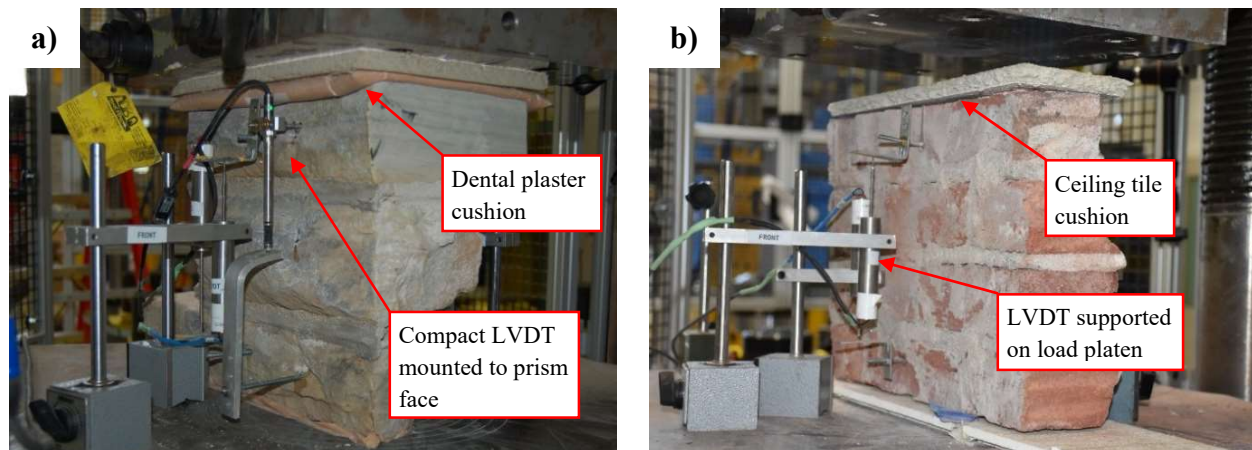 a)
Dental plaster
cushion
FRONT
Compact LVDT
mounted to prism
face
b)
Ceiling tile
cushion
FRONT
LVDT supported
on load platen